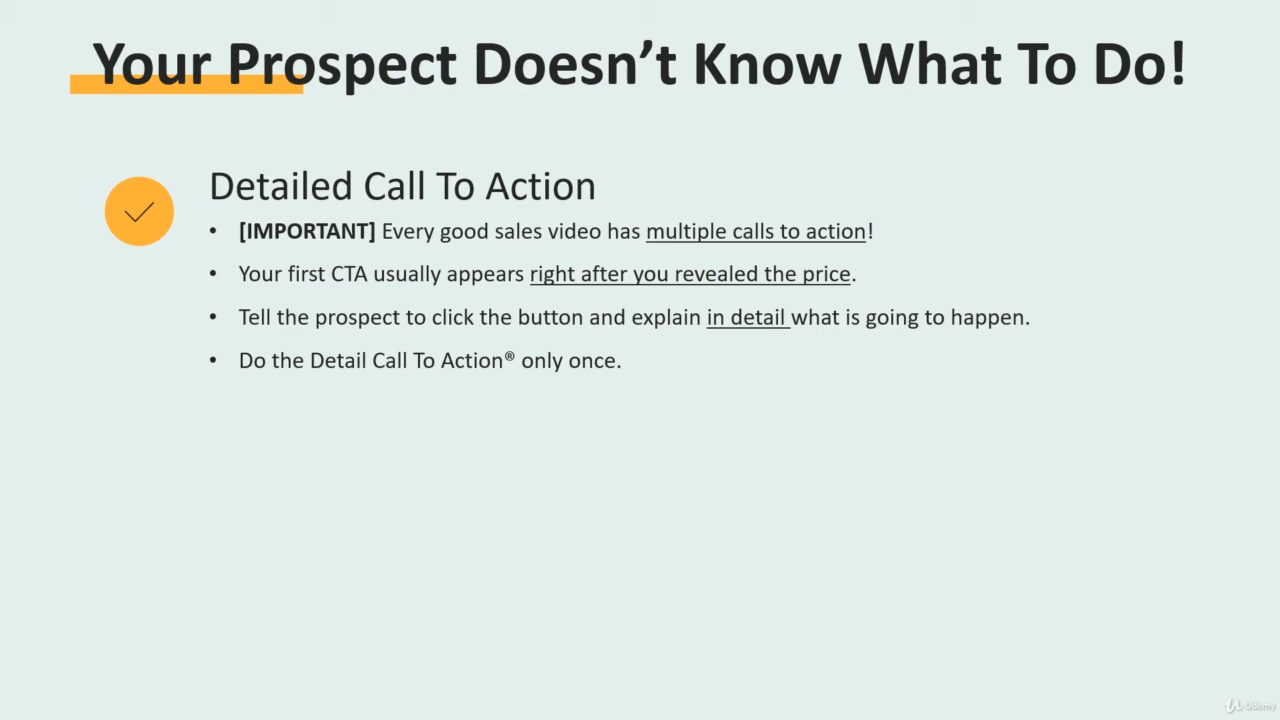 Your Prospect Doesn’t Know What To Do!
Detailed Call To Action
• [IMPORTANT] Every good sales video has multiple calls to action!
• Your first CTA usually appears right after you revealed the price.
• Tell the prospect to click the button and explain in detail what is going to happen.
• Do the Detail Call To Action® only once.
Udemy